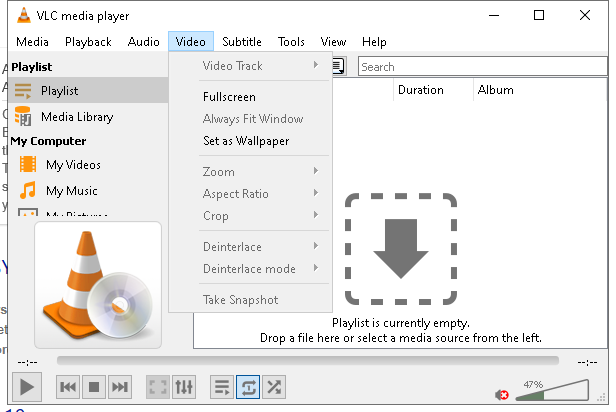 VLC media player
Media Playback Audio Video Subtitle Tools View Help
Playlist
Playlist
Media Library
My Computer
My Videos
My Music
My Pictures
Video Track
Fullscreen
Always Fit Window
Set as Wallpaper
Zoom
Aspect Ratio
Crop
Deinterlace
Deinterlace mode
Take Snapshot
Search
Duration Album
Playlist is currently empty.
Drop a file here or select a media source from the left.
--:-- --:--
47%